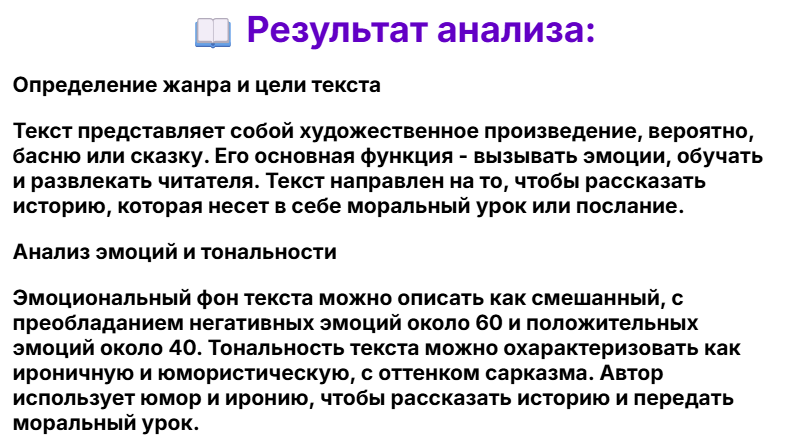 📖 Результат анализа:
Определение жанра и цели текста
Текст представляет собой художественное произведение, вероятно,
басню или сказку. Его основная функция - вызывать эмоции, обучать
и развлекать читателя. Текст направлен на то, чтобы рассказать
историю, которая несет в себе моральный урок или послание.
Анализ эмоций и тональности
Эмоциональный фон текста можно описать как смешанный, с
преобладанием негативных эмоций около 60 и положительных
эмоций около 40. Тональность текста можно охарактеризовать как
ироничную и юмористическую, с оттенком сарказма. Автор
использует юмор и иронию, чтобы рассказать историю и передать
моральный урок.